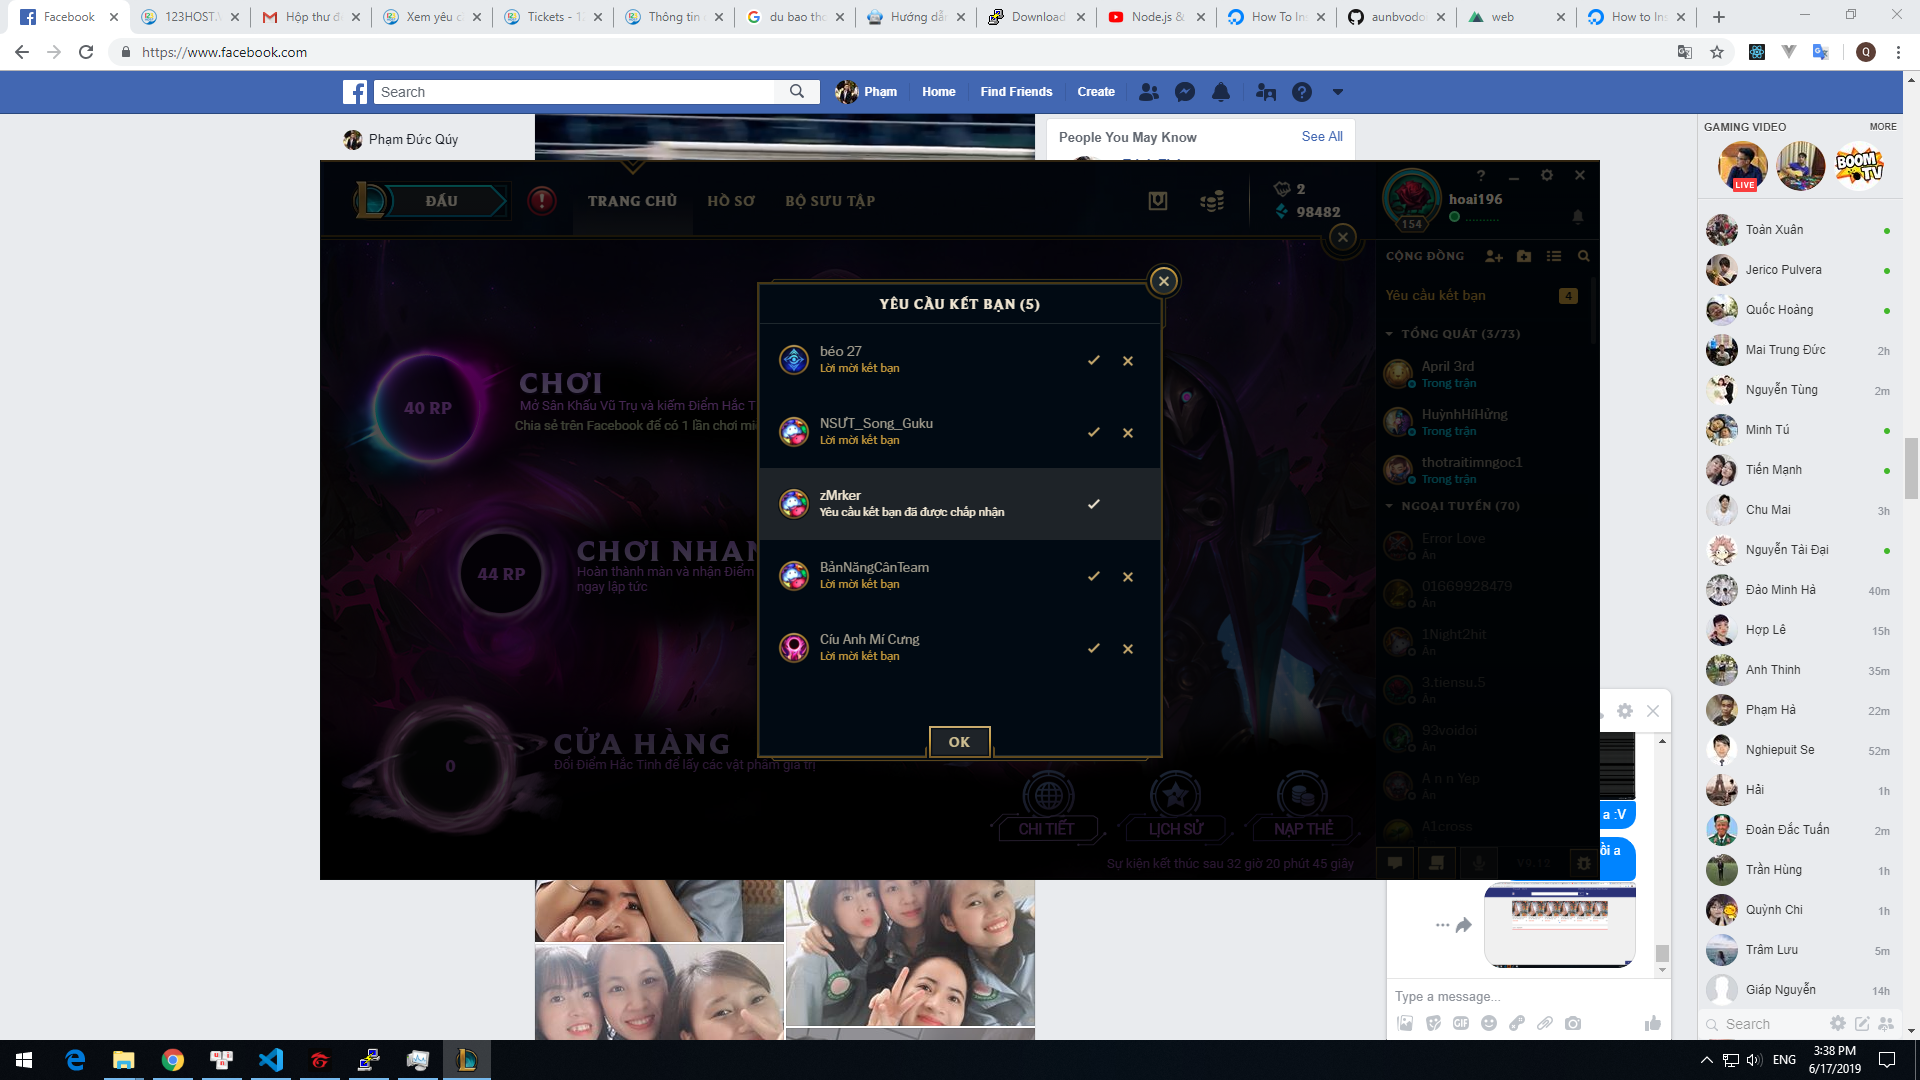 Facebook
123HOST.V
Hộp thư đ
Xem yêu c
Tickets - 12
Thông tin
du bao thờ
Hướng dẫn
Download
Node.js &
How To Ins
aunbvodo
web
How to Ins
https://www.facebook.com
Search
Phạm
Home
Find Friends
Create
Phạm Đức Qúy
People You May Know
See All
GAMING VIDEO
MORE
LIVE
BOOM TV
Toản Xuân
Jerico Pulvera
Quốc Hoàng
Mai Trung Đức 2h
Nguyễn Tùng 2m
Minh Tú
Tiến Mạnh
Chu Mai 3h
Nguyễn Tải Đại
Đào Minh Hà 40m
Hợp Lê 15h
Anh Thinh 35m
Phạm Hà 22m
Nghiepuit Se 52m
Hải 1h
Đoàn Đắc Tuấn 2m
Trần Hùng 1h
Quỳnh Chi 1h
Trâm Lưu 5m
Giáp Nguyễn 14h
Search
ĐẤU
TRANG CHỦ
HỒ SƠ
BỘ SƯU TẬP
2
98482
154
hoai196
CỘNG ĐỒNG
Yêu cầu kết bạn 4
TỔNG QUÁT (3/73)
April 3rd
Trong trận
HuỳnhHíHửng
Trong trận
thotraitimngoc1
Trong trận
NGOẠI TUYẾN (70)
Error Love
Ẩn
01669928479
Ẩn
1Night2hit
Ẩn
3.tiensu.5
Ẩn
93voidoi
Ẩn
A n n Yep
Ẩn
A1cross
40 RP
CHƠI
Mở Sân Khấu Vũ Trụ và kiếm Điểm Hắc T
Chia sẻ trên Facebook để có 1 lần chơi mi
44 RP
CHƠI NHAN
Hoàn thành màn và nhận Điểm
ngay lập tức
0
CỬA HÀNG
Đổi Điểm Hắc Tinh để lấy các vật phẩm giá trị
YÊU CẦU KẾT BẠN (5)
béo 27
Lời mời kết bạn
NSƯT_Song_Guku
Lời mời kết bạn
zMrker
Yêu cầu kết bạn đã được chấp nhận
BảnNăngCânTeam
Lời mời kết bạn
Cíu Anh Mí Cưng
Lời mời kết bạn
OK
CHI TIẾT
LỊCH SỬ
NẠP THẺ
Sự kiện kết thúc sau 32 giờ 20 phút 45 giây
a :V
ồi a
Type a message...
GIF
ENG
3:38 PM
6/17/2019